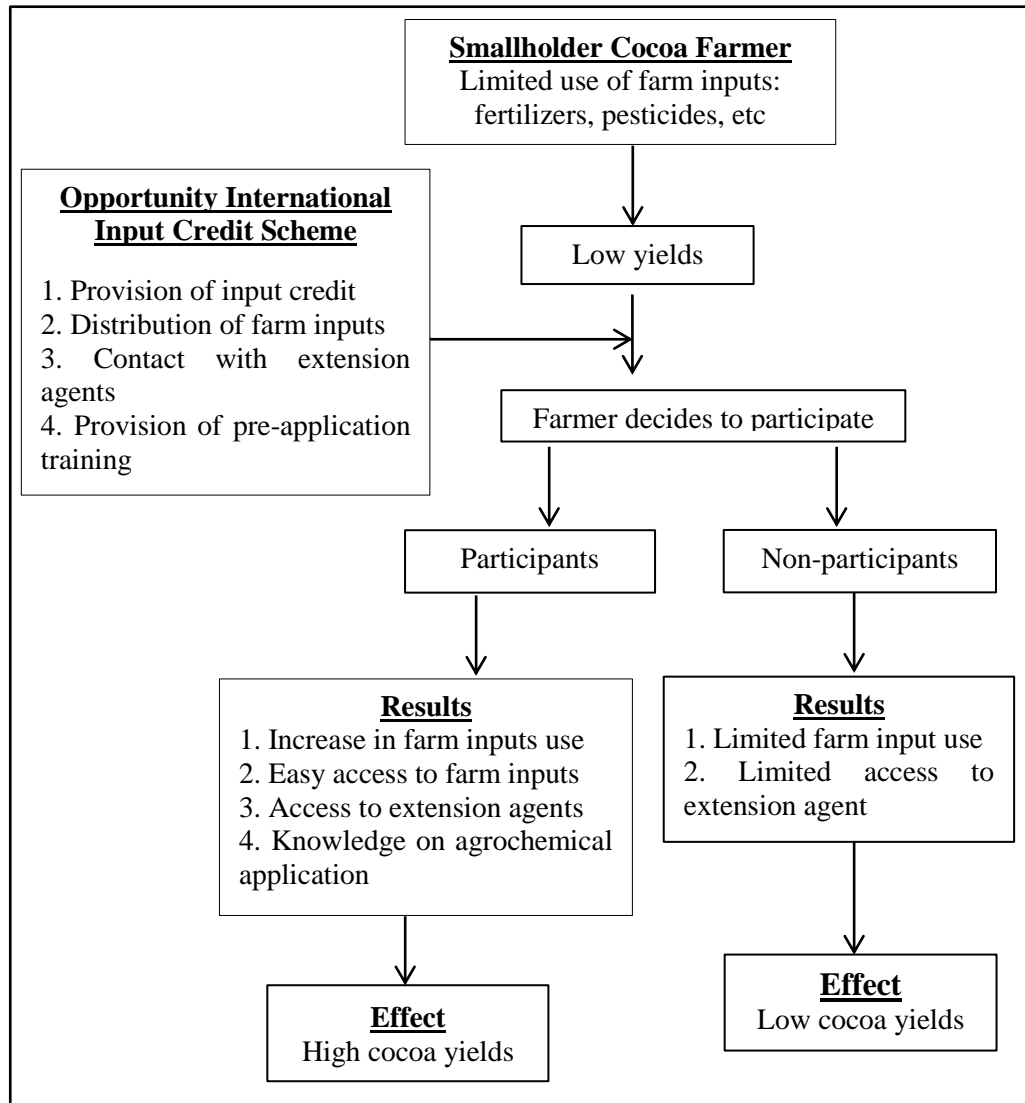 Smallholder Cocoa Farmer
Limited use of farm inputs:
fertilizers, pesticides, etc
Opportunity International
Input Credit Scheme
1. Provision of input credit
2. Distribution of farm inputs
3. Contact with extension
agents
4. Provision of pre-application
training
Low yields
Farmer decides to participate
Participants
Non-participants
Results
1. Increase in farm inputs use
2. Easy access to farm inputs
3. Access to extension agents
4. Knowledge on agrochemical
application
Results
1. Limited farm input use
2. Limited access to
extension agent
Effect
High cocoa yields
Effect
Low cocoa yields